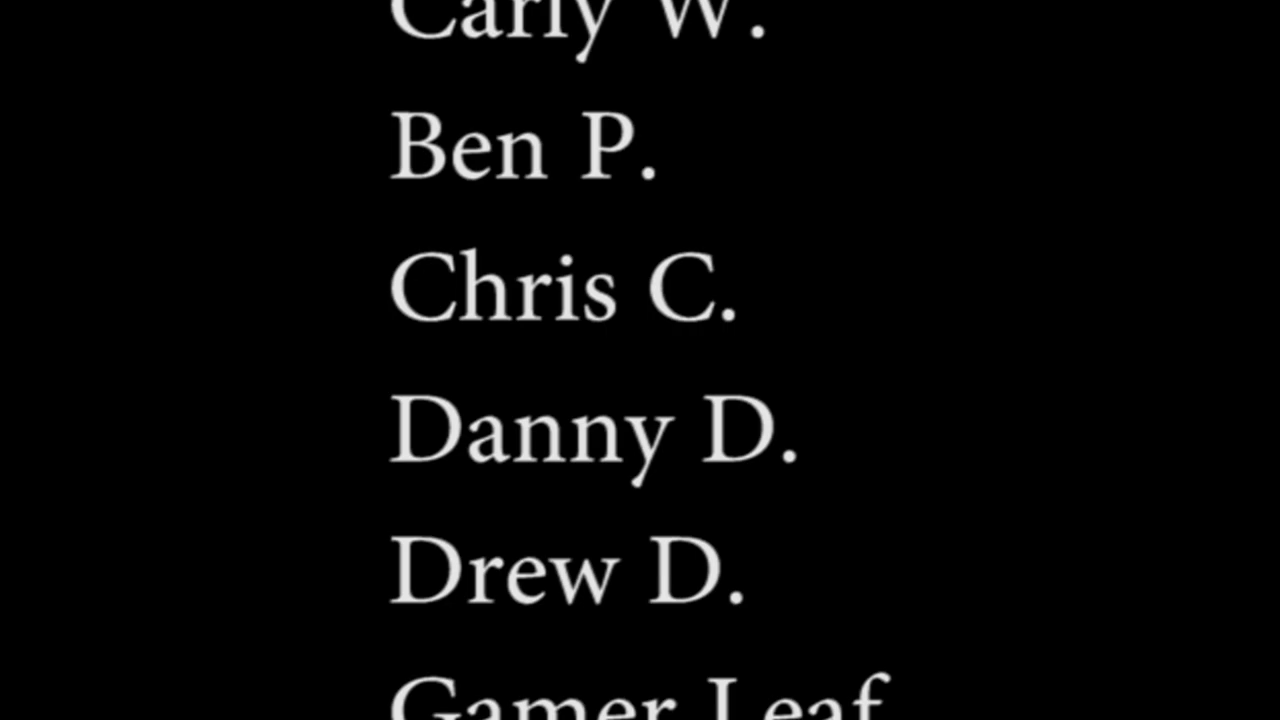 Carly W.
Ben P.
Chris C.
Danny D.
Drew D.
Gamer Leaf